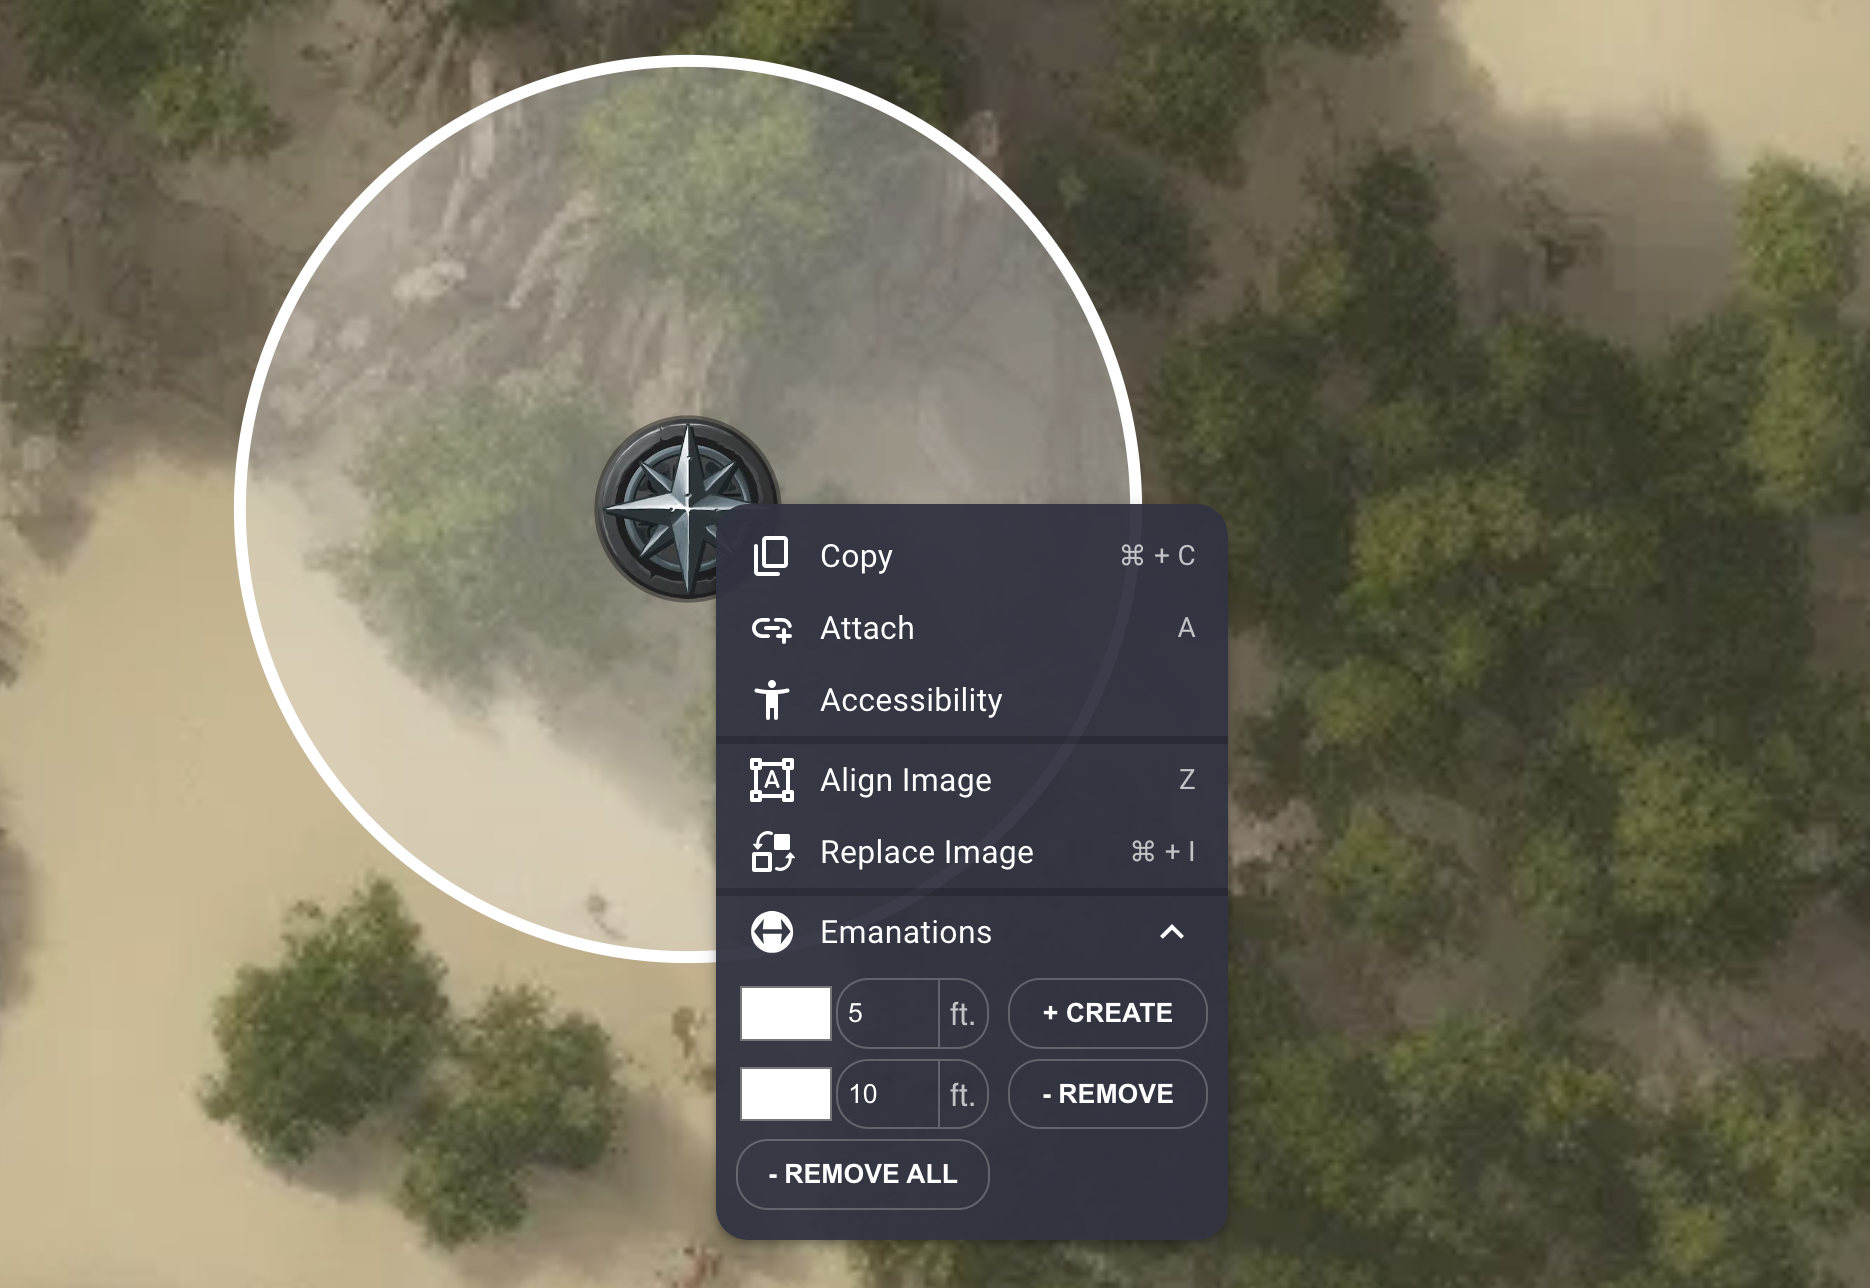 Copy ⌘ + C
Attach A
Accessibility
A Align Image Z
Replace Image ⌘ + I
Emanations
5 ft. + CREATE
10 ft. - REMOVE
- REMOVE ALL